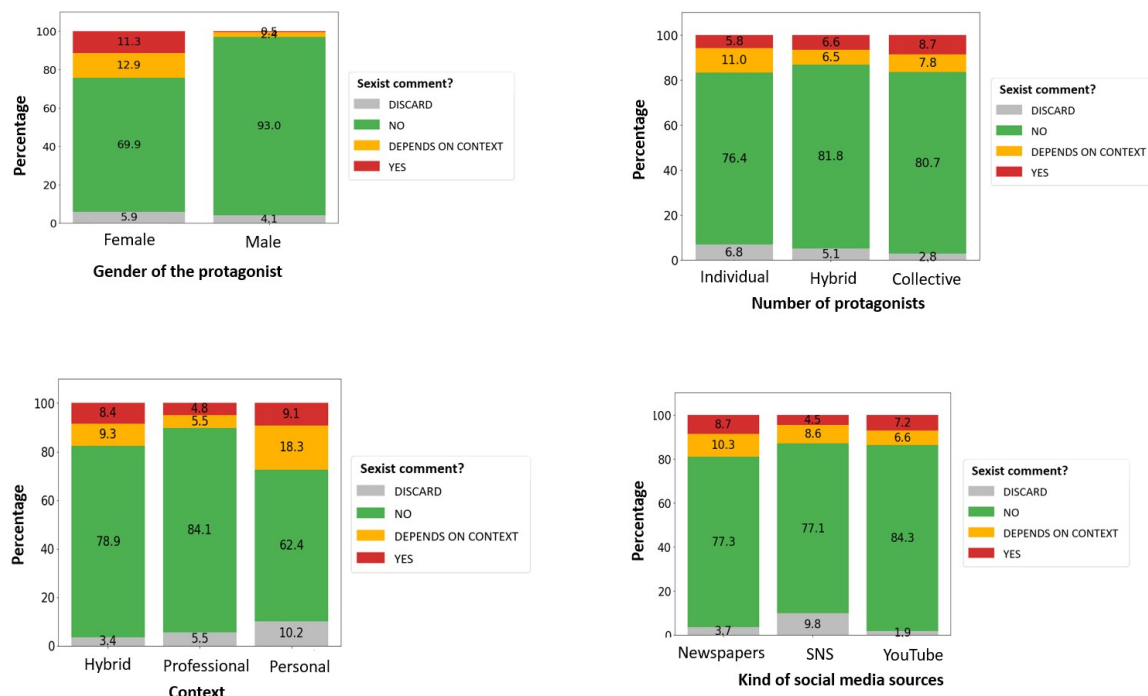 100
80
60
40
20
0
Percentage
11.3
12.9
69.9
5.9
0.5
2.4
93.0
4.1
Female Male
Gender of the protagonist
Sexist comment?
DISCARD
NO
DEPENDS ON CONTEXT
YES
100
80
60
40
20
0
Percentage
5.8 6.6 8.7
11.0 6.5 7.8
76.4 81.8 80.7
6.8 5.1 2.8
Individual Hybrid Collective
Number of protagonists
Sexist comment?
DISCARD
NO
DEPENDS ON CONTEXT
YES
100
80
60
40
20
0
Percentage
8.4 4.8 9.1
9.3 5.5 18.3
78.9 84.1 62.4
3.4 5.5 10.2
Hybrid Professional Personal
Context
Sexist comment?
DISCARD
NO
DEPENDS ON CONTEXT
YES
100
80
60
40
20
0
Percentage
8.7 4.5 7.2
10.3 8.6 6.6
77.3 77.1 84.3
3.7 9.8 1.9
Newspapers SNS YouTube
Kind of social media sources
Sexist comment?
DISCARD
NO
DEPENDS ON CONTEXT
YES